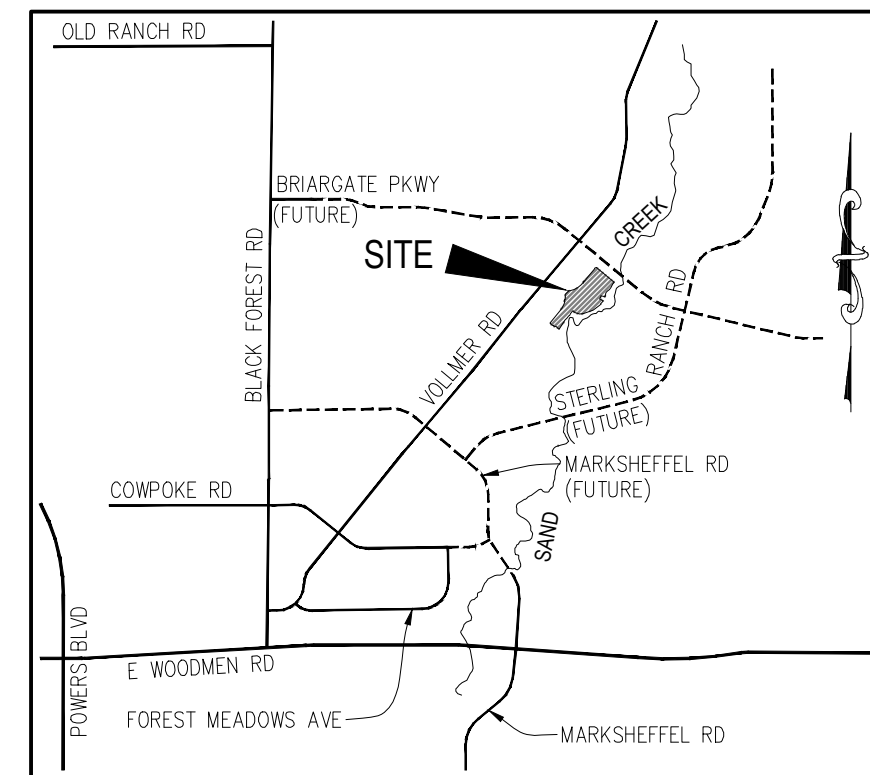 OLD RANCH RD
BRIARGATE PKWY
(FUTURE)
CREEK
SITE
BLACK FOREST RD
VOLLMER RD
RANCH RD
STERLING
(FUTURE)
MARKSHEFFEL RD
(FUTURE)
COWPOKE RD
SAND
POWERS BLVD
E WOODMEN RD
FOREST MEADOWS AVE
MARKSHEFFEL RD